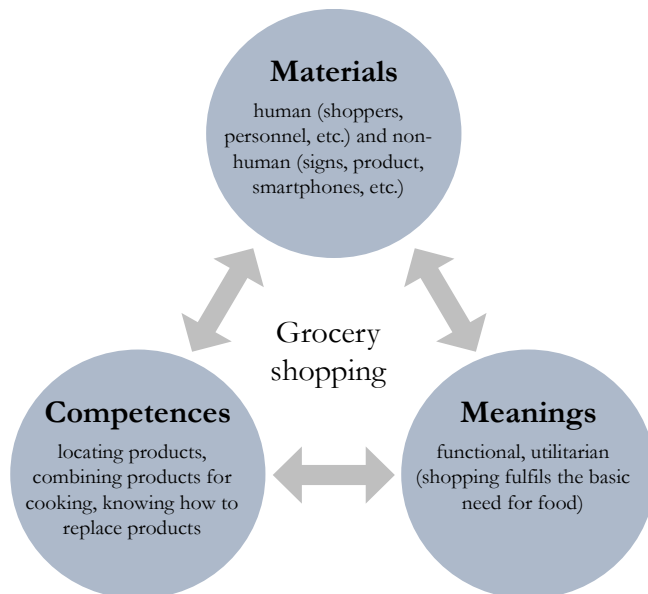 Materials
human (shoppers,
personnel, etc.) and non-
human (signs, product,
smartphones, etc.)
Grocery
shopping
Competences
locating products,
combining products for
cooking, knowing how to
replace products
Meanings
functional, utilitarian
(shopping fulfils the basic
need for food)